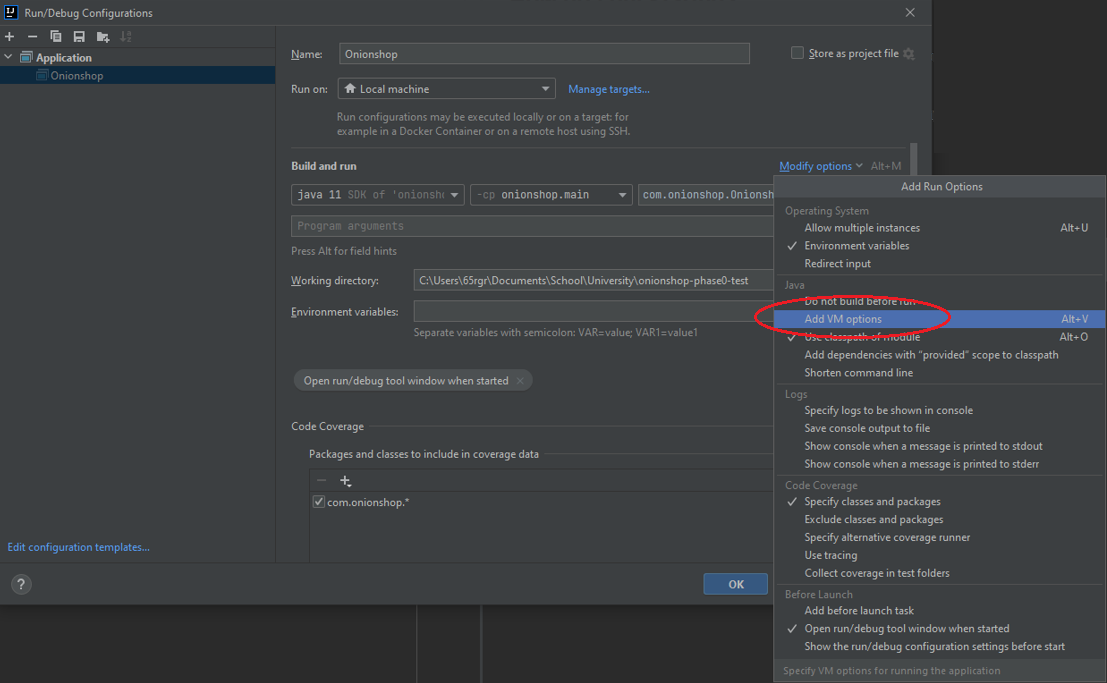 Run/Debug Configurations
Application
Onionshop
Edit configuration templates...
Name:
Onionshop
Store as project file
Run on:
Local machine
Manage targets...
Run configurations may be executed locally or on a target: for
example in a Docker Container or on a remote host using SSH.
Build and run
Modify options
Alt+M
java 11 SDK of 'onionsh
-cp onionshop.main
com.onionshop.Onionsh
Program arguments
Press Alt for field hints
Working directory:
C:\Users\65rgr\Documents\School\University\onionshop-phase0-test
Environment variables:
Separate variables with semicolon: VAR=value; VAR1=value1
Open run/debug tool window when started
Code Coverage
Packages and classes to include in coverage data
com.onionshop.*
?
OK
Add Run Options
Operating System
Allow multiple instances Alt+U
Environment variables
Redirect input
Java
Do not build before run
Add VM options Alt+V
Use classpath of module Alt+O
Add dependencies with "provided" scope to classpath
Shorten command line
Logs
Specify logs to be shown in console
Save console output to file
Show console when a message is printed to stdout
Show console when a message is printed to stderr
Code Coverage
Specify classes and packages
Exclude classes and packages
Specify alternative coverage runner
Use tracing
Collect coverage in test folders
Before Launch
Add before launch task
Open run/debug tool window when started
Show the run/debug configuration settings before start
Specify VM options for running the application